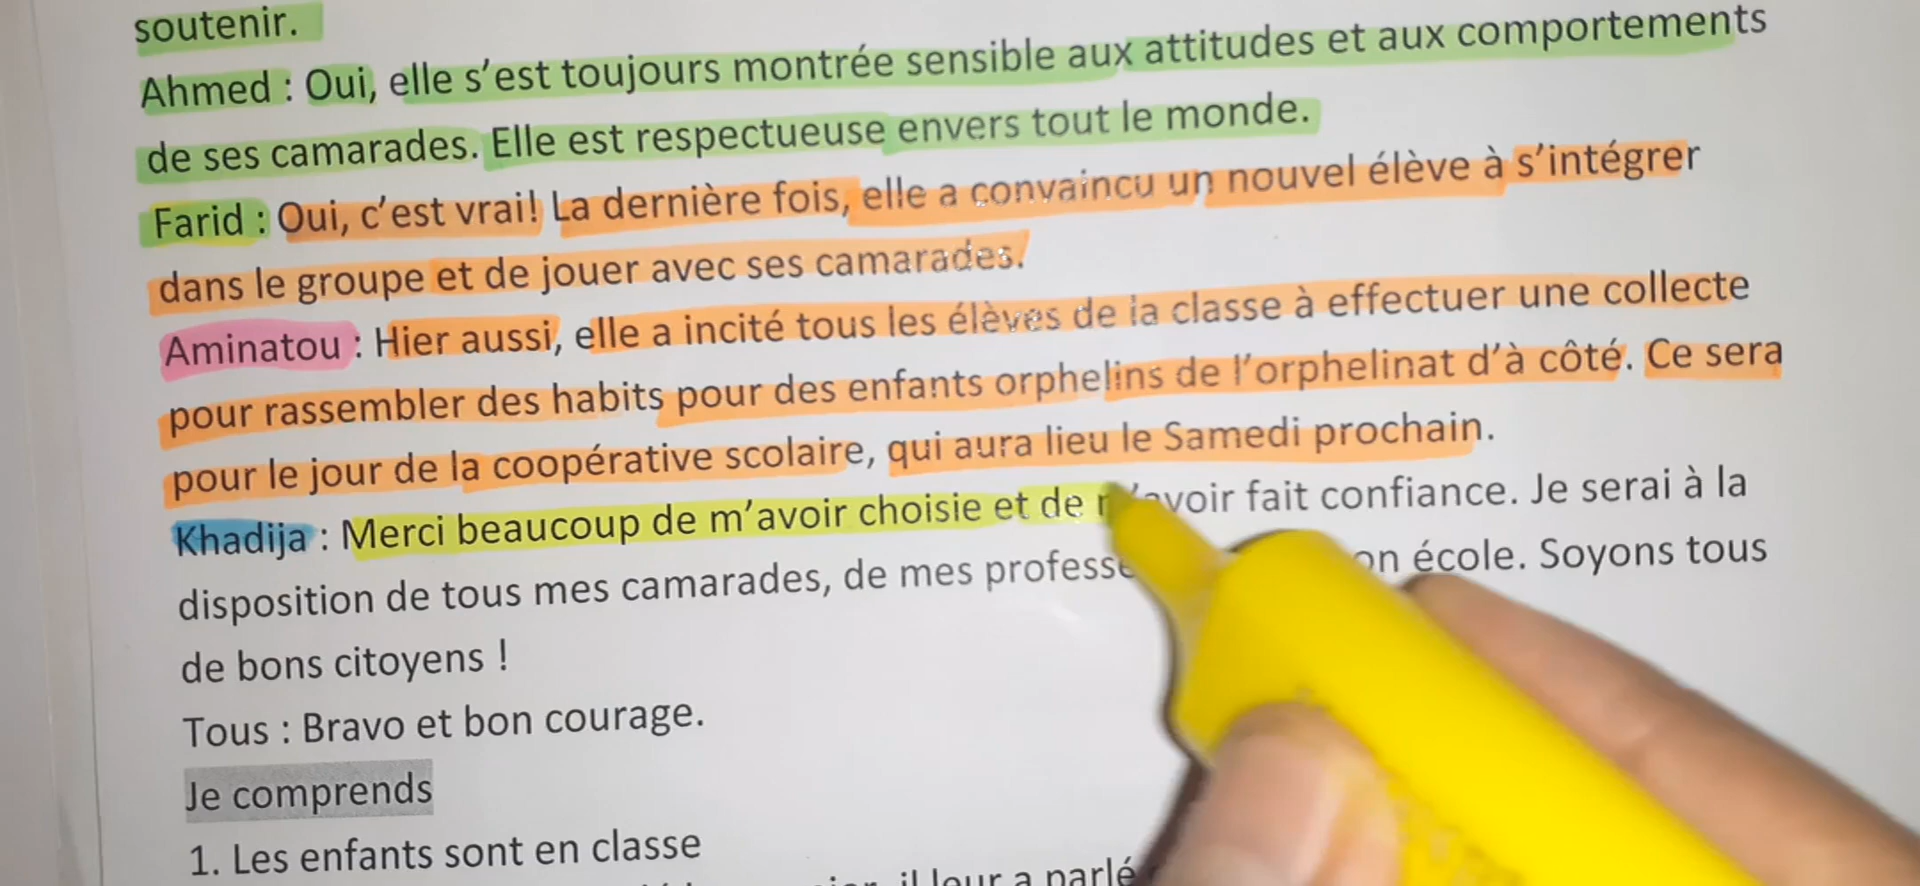 soutenir.
Ahmed : Oui, elle s'est toujours montrée sensible aux attitudes et aux comportements
de ses camarades. Elle est respectueuse envers tout le monde.
Farid : Oui, c'est vrai! La dernière fois, elle a convaincu un nouvel élève à s'intégrer
dans le groupe et de jouer avec ses camarades.
Aminatou : Hier aussi, elle a incité tous les élèves de la classe à effectuer une collecte
pour rassembler des habits pour des enfants orphelins de l'orphelinat d'à côté. Ce sera
pour le jour de la coopérative scolaire, qui aura lieu le Samedi prochain.
Khadija : Merci beaucoup de m'avoir choisie et de m'avoir fait confiance. Je serai à la
disposition de tous mes camarades, de mes école. Soyons tous
de bons citoyens !
Tous : Bravo et bon courage.
Je comprends
1. Les enfants sont en classe
il leur a parlé